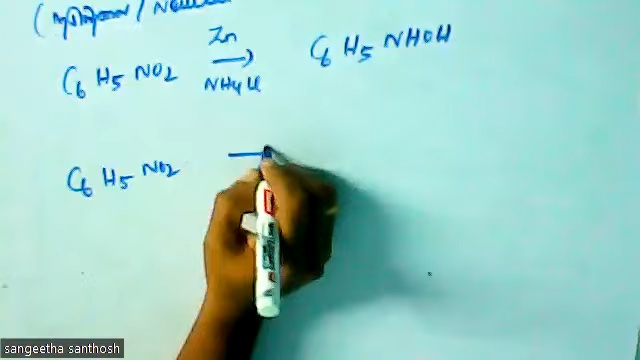 Zn
C6 H5 NO2 → C6 H5 NHOH
NH4Cl
C6 H5 NO2
sangeetha santhosh